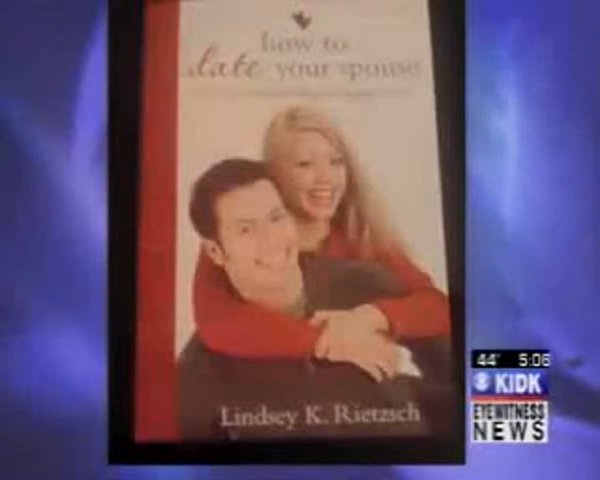 how to
date your spouse
Lindsey K. Rietzsch
44° 5:06
KIDK
EYEWITNESS
NEWS